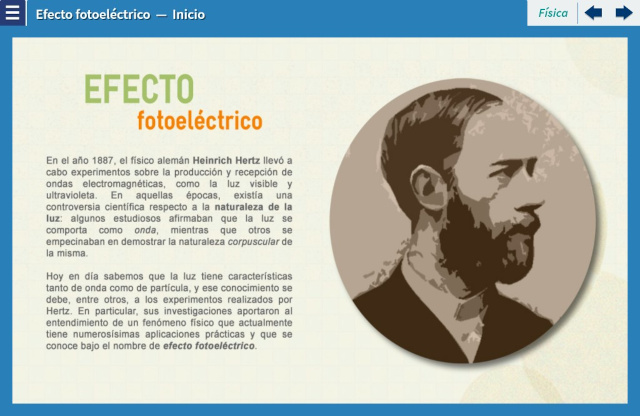 Efecto fotoeléctrico — Inicio
Física
EFECTO
fotoeléctrico
En el año 1887, el físico alemán Heinrich Hertz llevó a
cabo experimentos sobre la producción y recepción de
ondas electromagnéticas, como la luz visible y
ultravioleta. En aquellas épocas, existía una
controversia científica respecto a la naturaleza de la
luz: algunos estudiosos afirmaban que la luz se
comporta como onda, mientras que otros se
empecinaban en demostrar la naturaleza corpuscular de
la misma.
Hoy en día sabemos que la luz tiene características
tanto de onda como de partícula, y ese conocimiento se
debe, entre otros, a los experimentos realizados por
Hertz. En particular, sus investigaciones aportaron al
entendimiento de un fenómeno físico que actualmente
tiene numerosísimas aplicaciones prácticas y que se
conoce bajo el nombre de efecto fotoeléctrico.